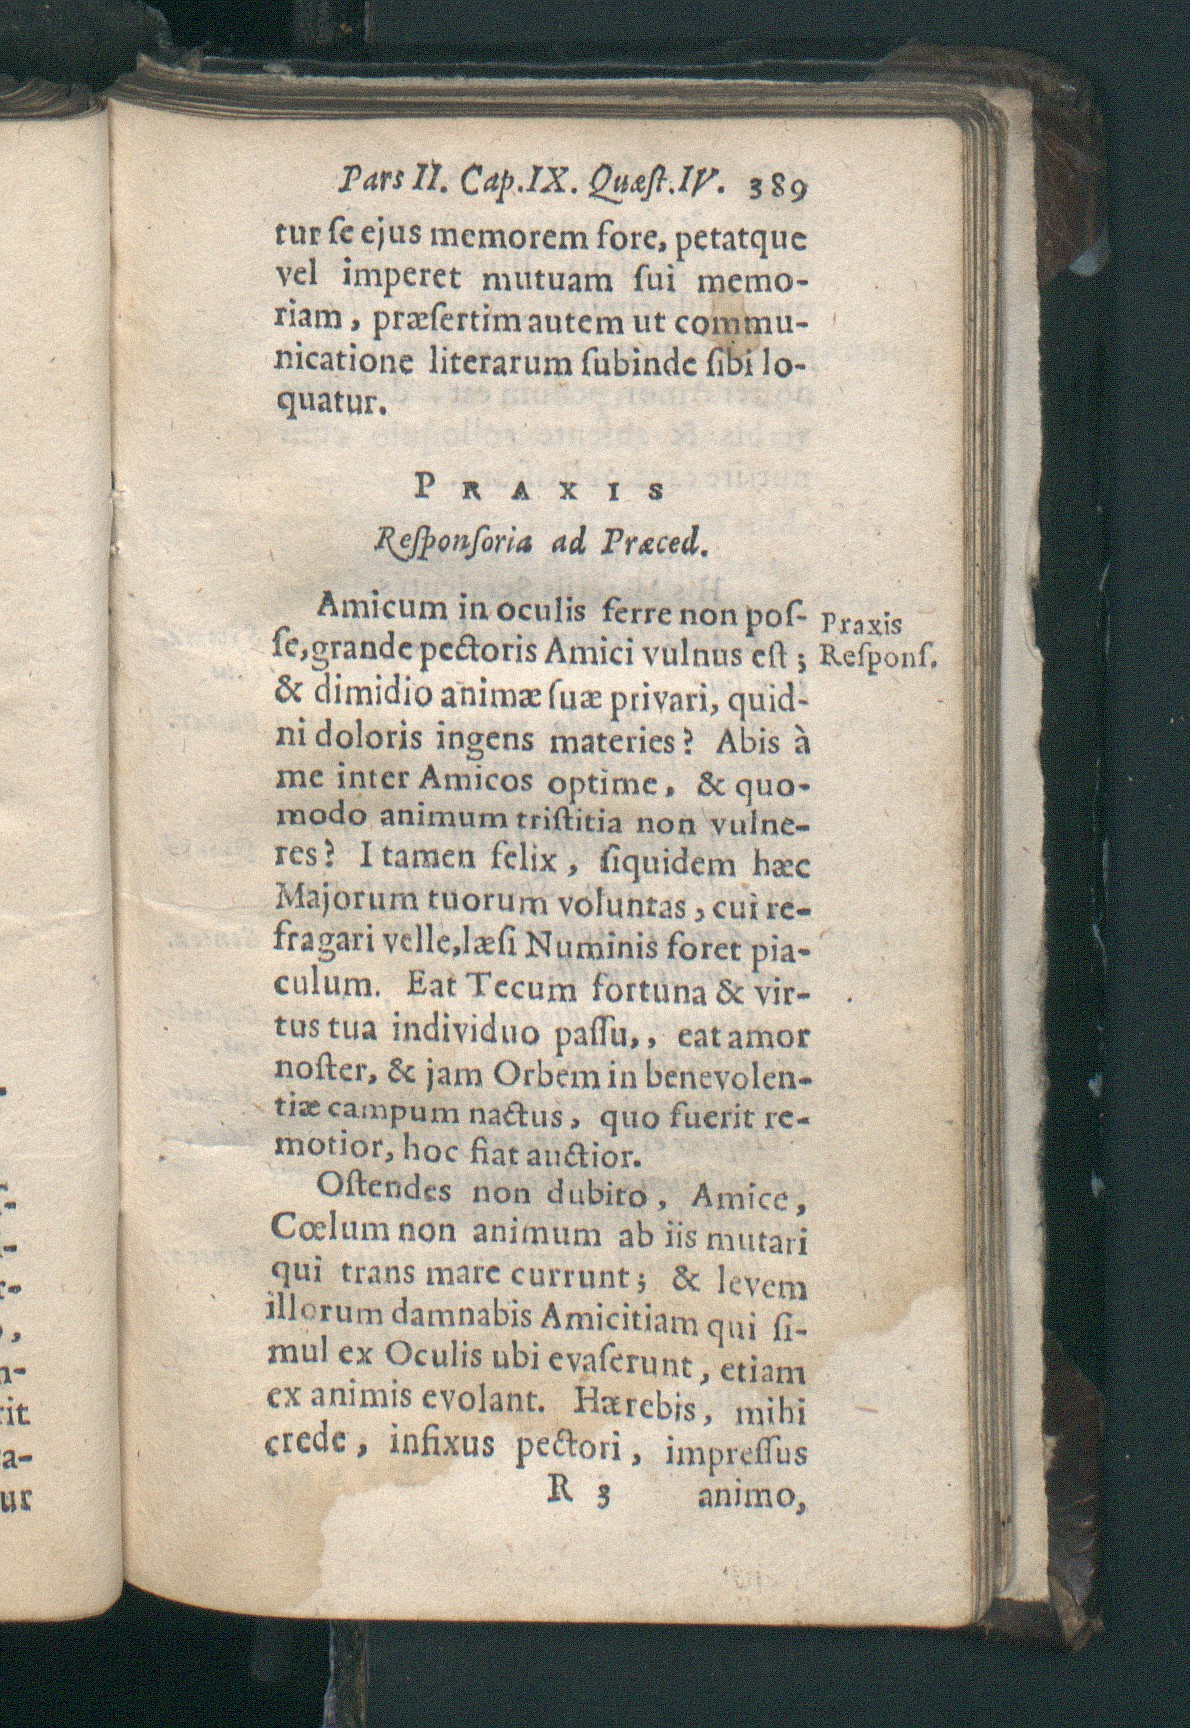 Pars II. Cap.IX. Quæſt.IV. 389
tur ſe ejus memorem fore, petatque
vel imperet mutuam ſui memo-
riam, præſertim autem ut commu-
nicatione literarum ſubinde ſibi lo-
quatur.
PRAXIS
Reſponſoria ad Præced.
Amicum in oculis ferre non poſ-
ſe, grande pectoris Amici vulnus eſt;
& dimidio animæ ſuæ privari, quid-
ni doloris ingens materies? Abis à
me inter Amicos optime, & quo-
modo animum triſtitia non vulne-
res? I tamen felix, ſiquidem hæc
Majorum tuorum voluntas, cui re-
fragari velle, læſi Numinis foret pia-
culum. Eat Tecum fortuna & vir-
tus tua individuo paſſu,, eat amor
noſter, & jam Orbem in benevolen-
tiæ campum nactus, quo fuerit re-
motior, hoc fiat auctior.
Oſtendes non dubito, Amice,
Cœlum non animum ab iis mutari
qui trans mare currunt; & levem
illorum damnabis Amicitiam qui ſi-
mul ex Oculis ubi evaſerunt, etiam
ex animis evolant. Hærebis, mihi
crede, infixus pectori, impreſſus
R 3 animo,
Praxis
Reſponſ.